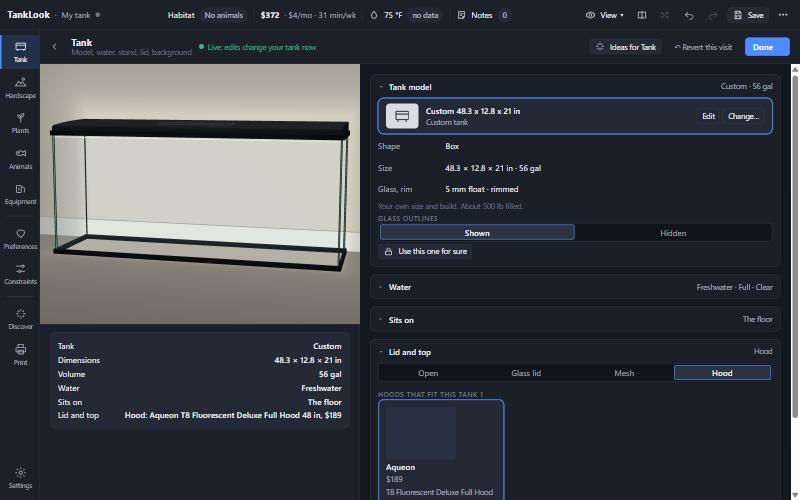 TankLook · My tank
Habitat No animals $372 · $4/mo · 31 min/wk 75 °F no data Notes 0
View Save
Tank
Model, water, stand, lid, background
Live edits change your tank now
Ideas for Tank
Revert this visit
Done
Tank
Hardscape
Plants
Animals
Equipment
Preferences
Constraints
Discover
Print
Settings
Tank Custom
Dimensions 48.3 × 12.8 × 21 in
Volume 56 gal
Water Freshwater
Sits on The floor
Lid and top Hood: Aqueon T8 Fluorescent Deluxe Full Hood 48 in, $189
Tank model Custom · 56 gal
Custom 48.3 x 12.8 x 21 in
Custom tank
Edit Change...
Shape Box
Size 48.3 × 12.8 × 21 in · 56 gal
Glass, rim 5 mm float · rimmed
Your own size and build. About 500 lb filled.
GLASS OUTLINES
Shown Hidden
Use this one for sure
Water Freshwater · Full · Clear
Sits on The floor
Lid and top Hood
Open Glass lid Mesh Hood
HOODS THAT FIT THIS TANK 1
Aqueon
$189
T8 Fluorescent Deluxe Full Hood